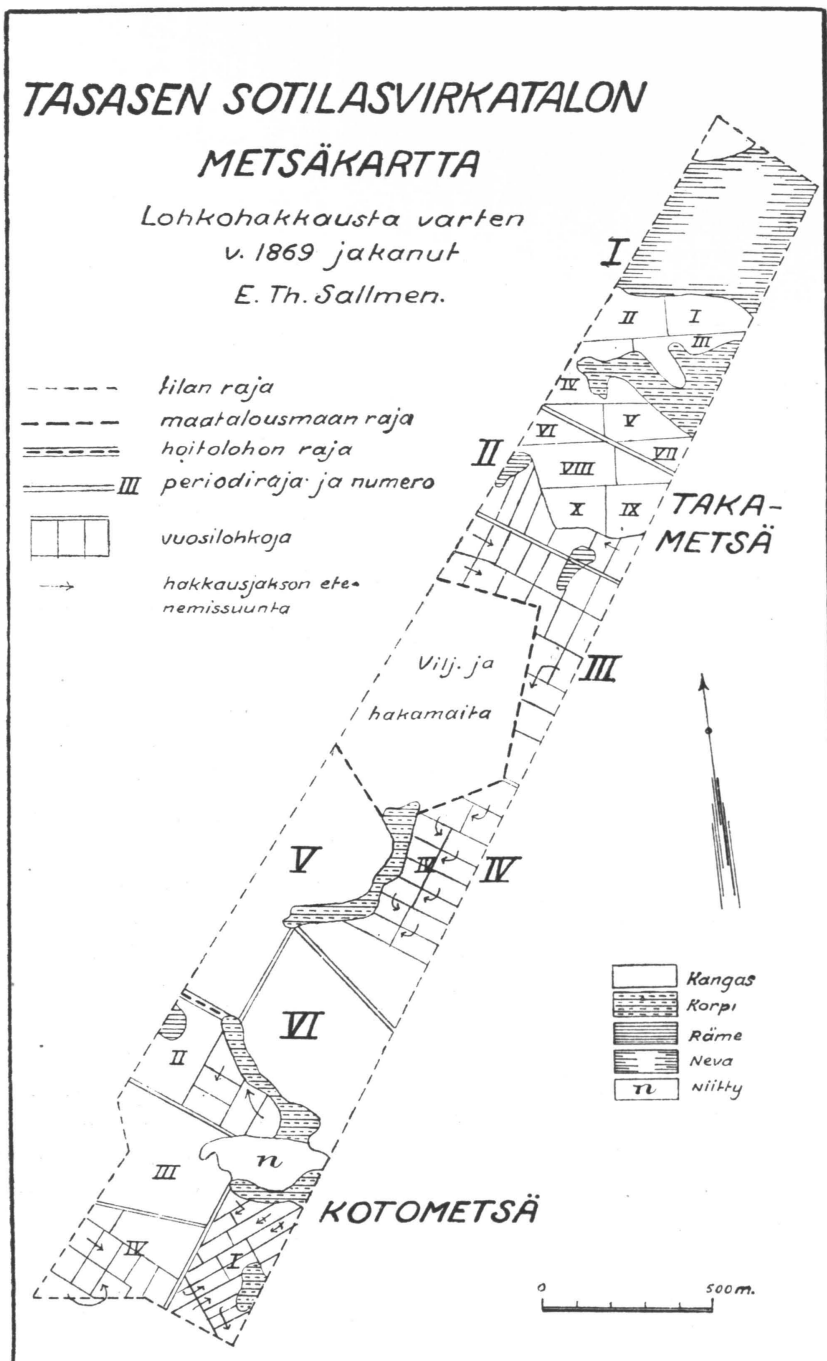 TASASEN SOTILASVIRKATALON
METSÄKARTTA
Lohkohakkausta varten
v. 1869 jakanut
E. Th. Sallmen.
tilan raja
maatalousmaan raja
hoitolohon raja
III periodiraja ja numero
vuosilohkoja
hakkausjakson ete-
nemissuunta
I
II
I
III
IV
V
VI
VII
II
VIII
X
IX
TAKA-
METSÄ
III
Vilj. ja
hakamaita
V
IV
IV
VI
II
n
III
KOTOMETSÄ
IV
I
Kangas
Korpi
Räme
Neva
n Niitty
0 500 m.